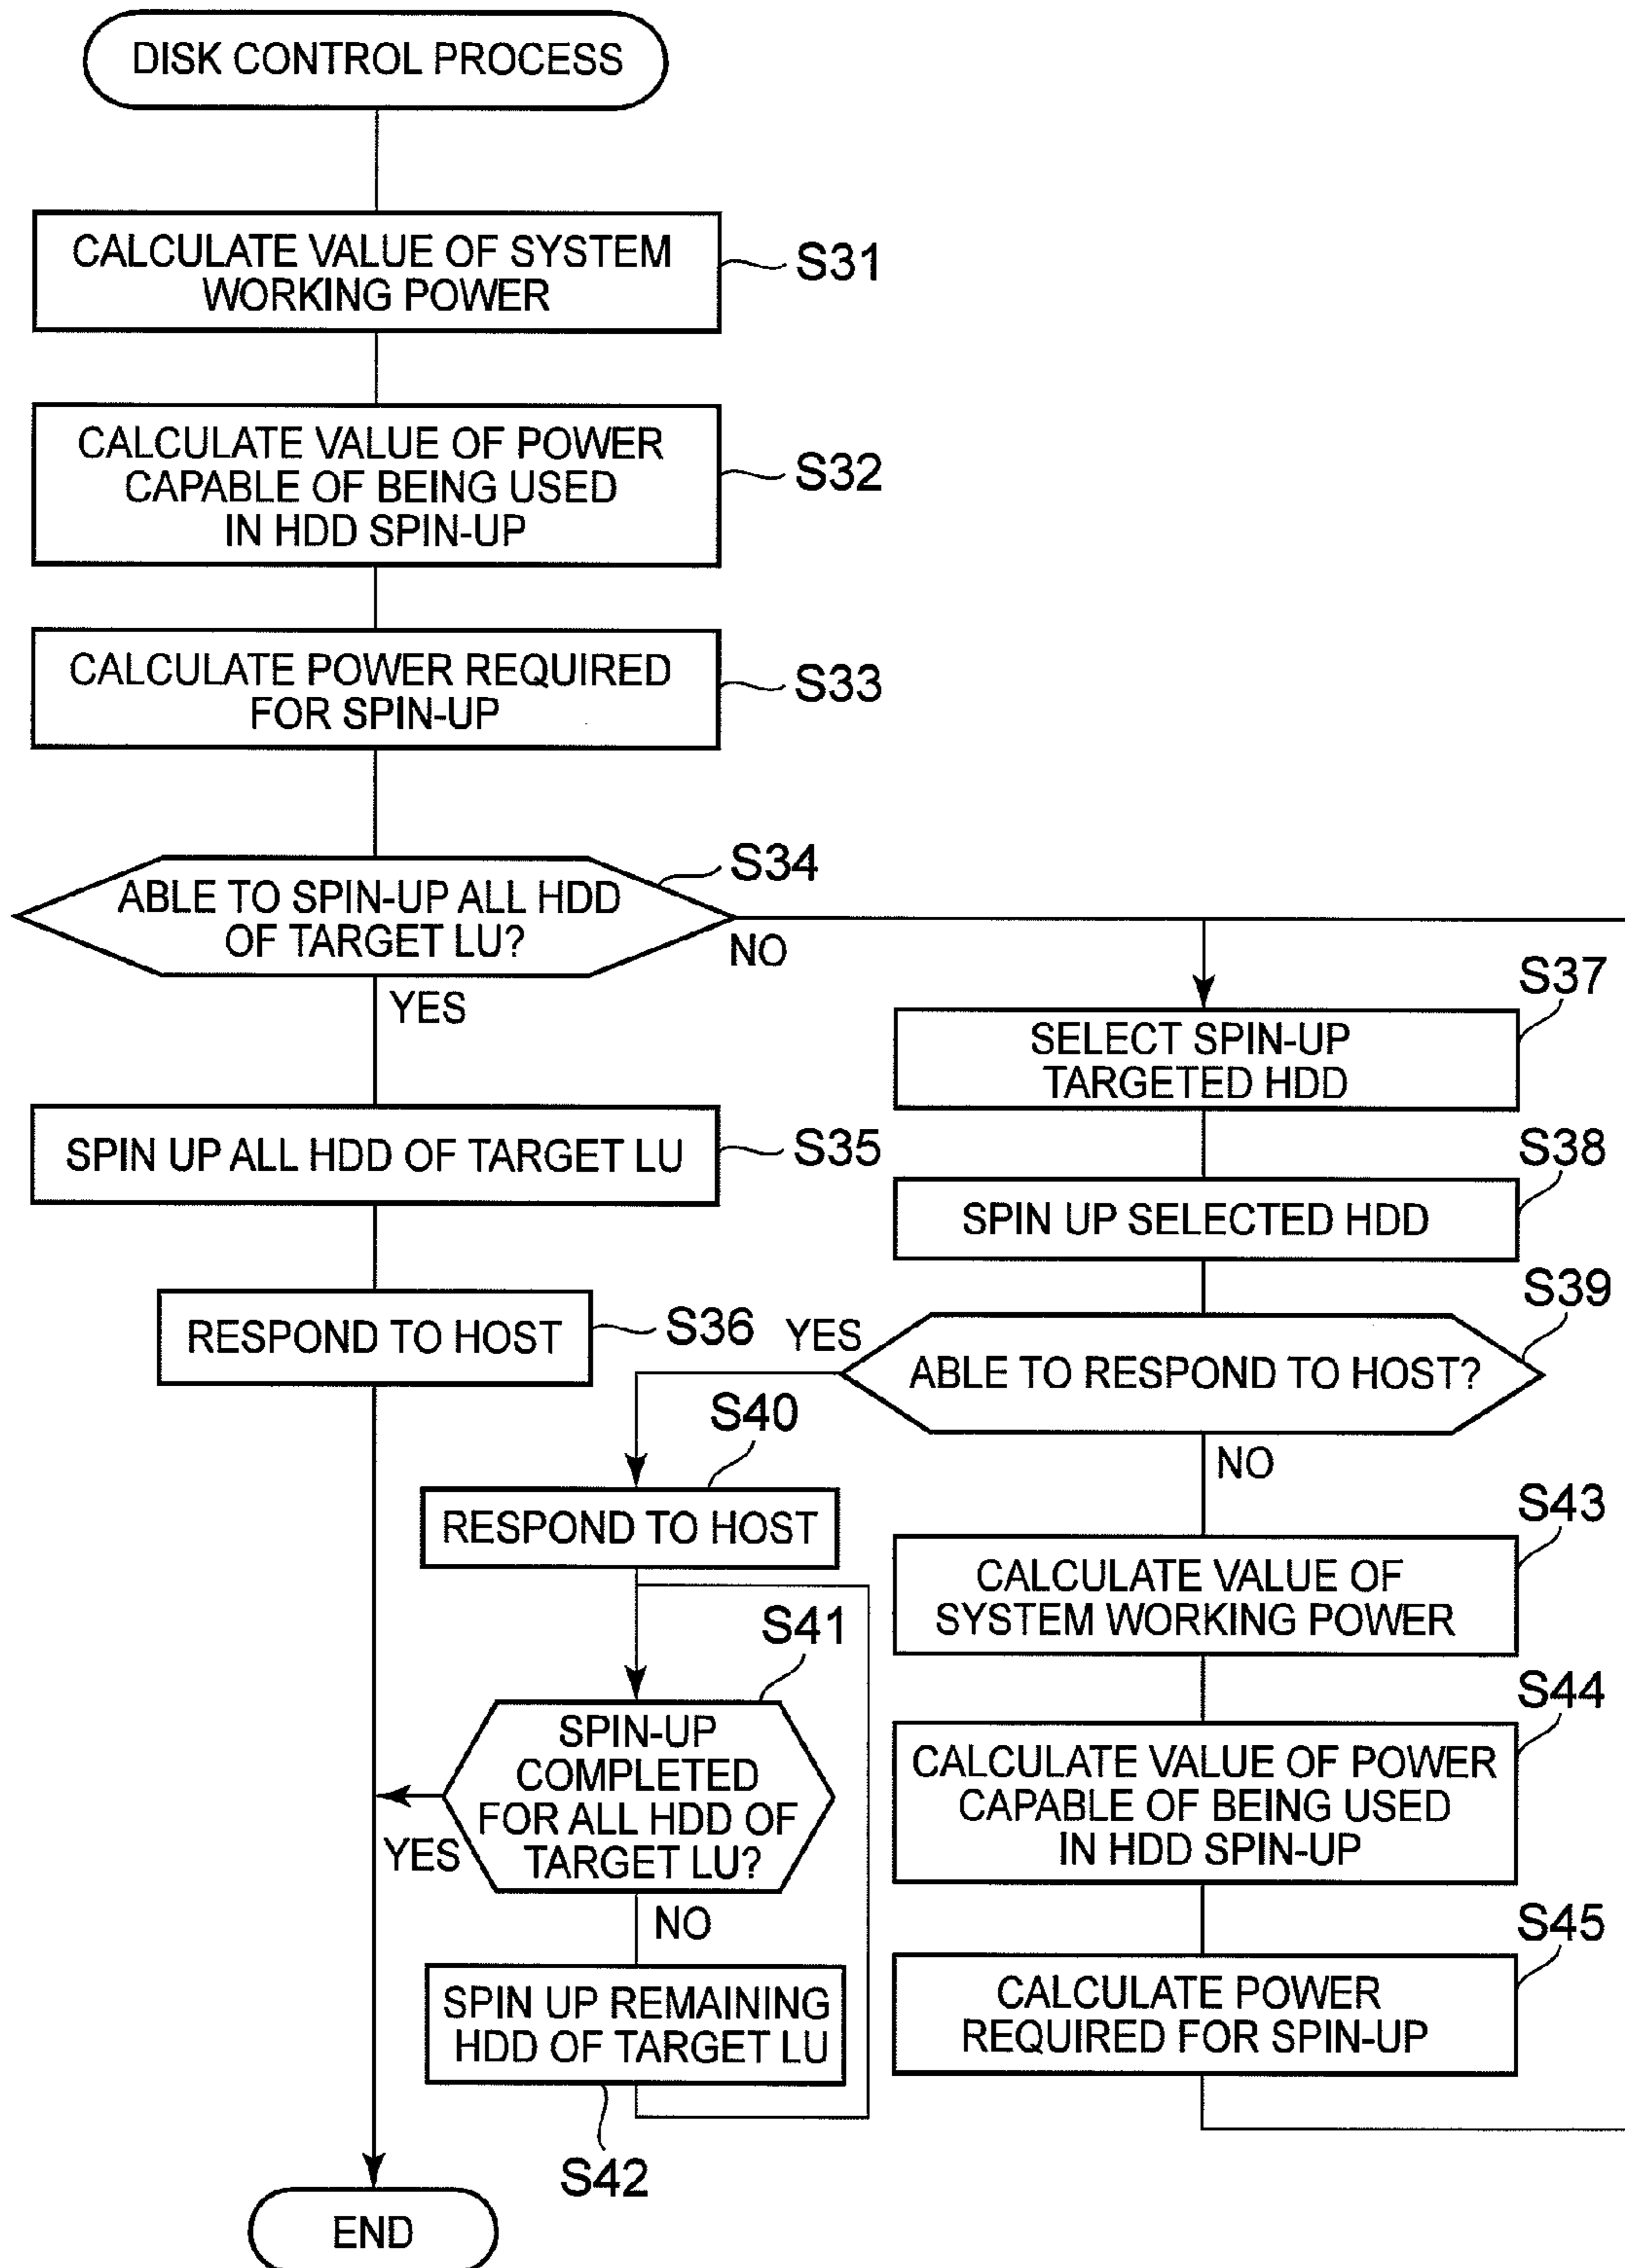 DISK CONTROL PROCESS
CALCULATE VALUE OF SYSTEM
WORKING POWER
S31
CALCULATE VALUE OF POWER
CAPABLE OF BEING USED
IN HDD SPIN-UP
S32
CALCULATE POWER REQUIRED
FOR SPIN-UP
S33
ABLE TO SPIN-UP ALL HDD
OF TARGET LU?
S34
NO
YES
SPIN UP ALL HDD OF TARGET LU
S35
RESPOND TO HOST
S36
SELECT SPIN-UP
TARGETED HDD
S37
SPIN UP SELECTED HDD
S38
ABLE TO RESPOND TO HOST?
S39
YES
NO
RESPOND TO HOST
S40
SPIN-UP
COMPLETED
FOR ALL HDD OF
TARGET LU?
S41
YES
NO
SPIN UP REMAINING
HDD OF TARGET LU
S42
CALCULATE VALUE OF
SYSTEM WORKING POWER
S43
CALCULATE VALUE OF POWER
CAPABLE OF BEING USED
IN HDD SPIN-UP
S44
CALCULATE POWER
REQUIRED FOR SPIN-UP
S45
END